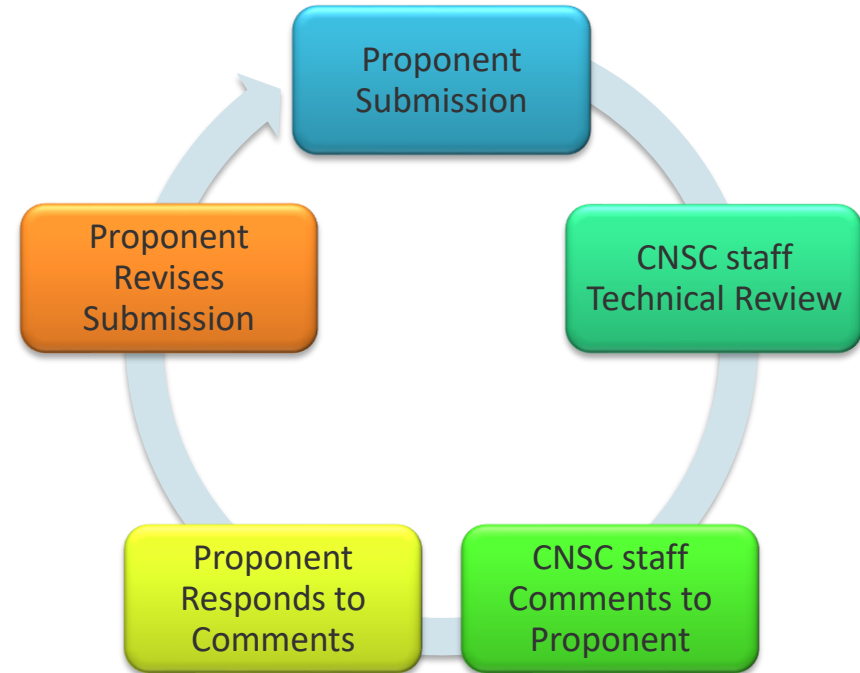 Proponent
Submission
CNSC staff
Technical Review
CNSC staff
Comments to
Proponent
Proponent
Responds to
Comments
Proponent
Revises
Submission